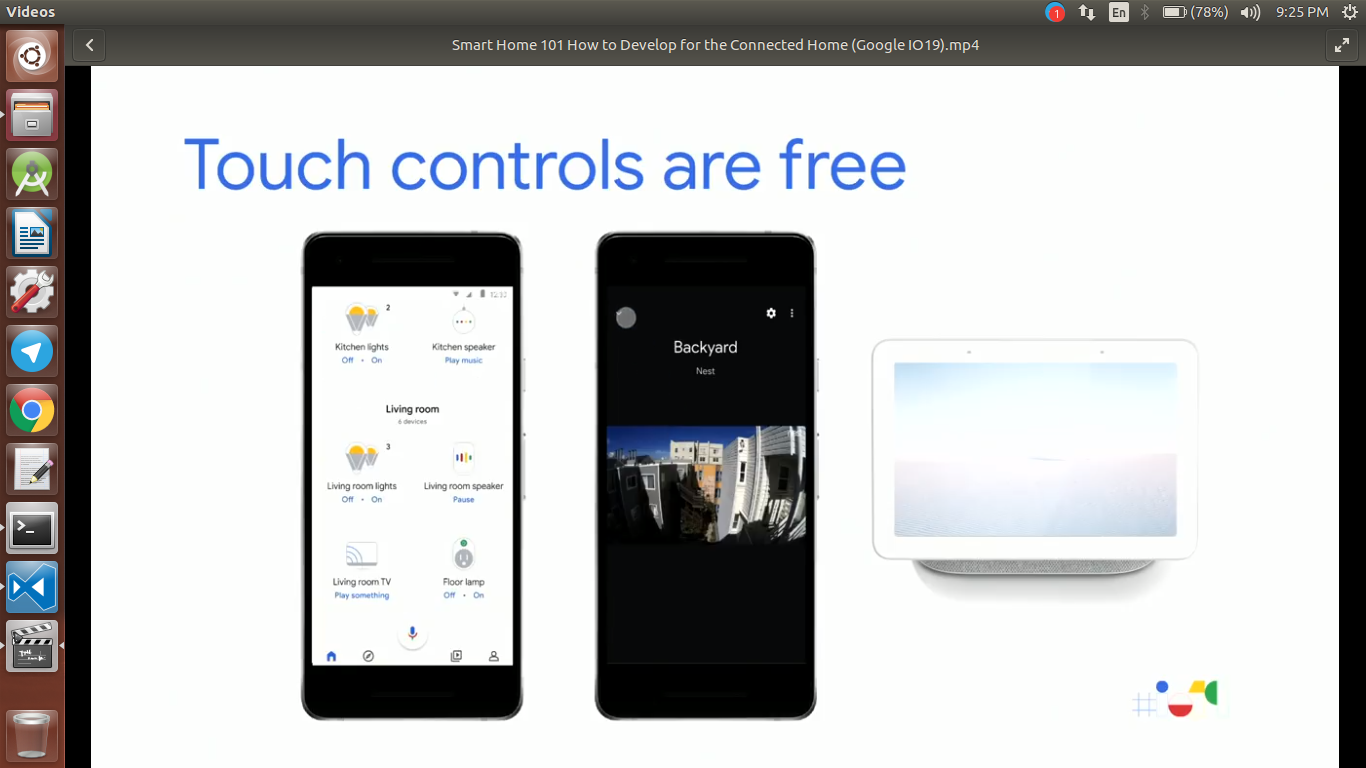 Videos
1
En
(78%)
9:25 PM
Smart Home 101 How to Develop for the Connected Home (Google IO19).mp4
Touch controls are free
12:30
2
Kitchen lights
Off • On
Kitchen speaker
Play music
Living room
6 devices
3
Living room lights
Off • On
Living room speaker
Pause
Living room TV
Play something
Floor lamp
Off • On
Backyard
Nest